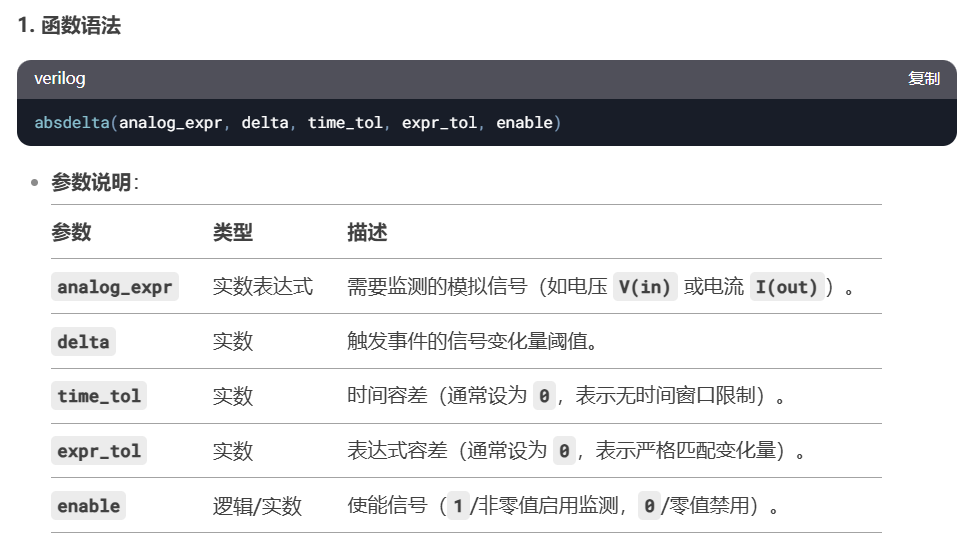 1. 函数语法
verilog 复制
absdelta(analog_expr, delta, time_tol, expr_tol, enable)
参数说明：
参数 类型 描述
analog_expr 实数表达式 需要监测的模拟信号（如电压 V(in) 或电流 I(out)）。
delta 实数 触发事件的信号变化量阈值。
time_tol 实数 时间容差（通常设为 0，表示无时间窗口限制）。
expr_tol 实数 表达式容差（通常设为 0，表示严格匹配变化量）。
enable 逻辑/实数 使能信号（1/非零值启用监测，0/零值禁用）。